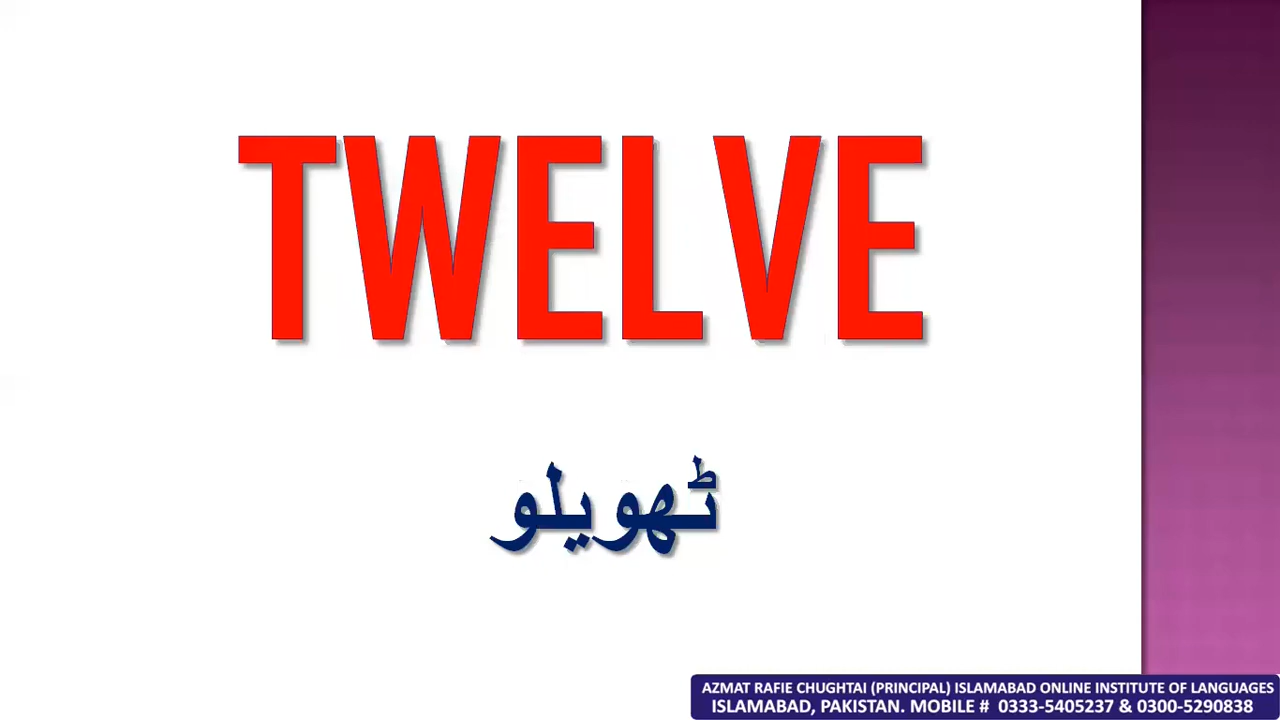 TWELVE
ٹھویلو
AZMAT RAFIE CHUGHTAI (PRINCIPAL) ISLAMABAD ONLINE INSTITUTE OF LANGUAGES
ISLAMABAD, PAKISTAN. MOBILE # 0333-5405237 & 0300-5290838